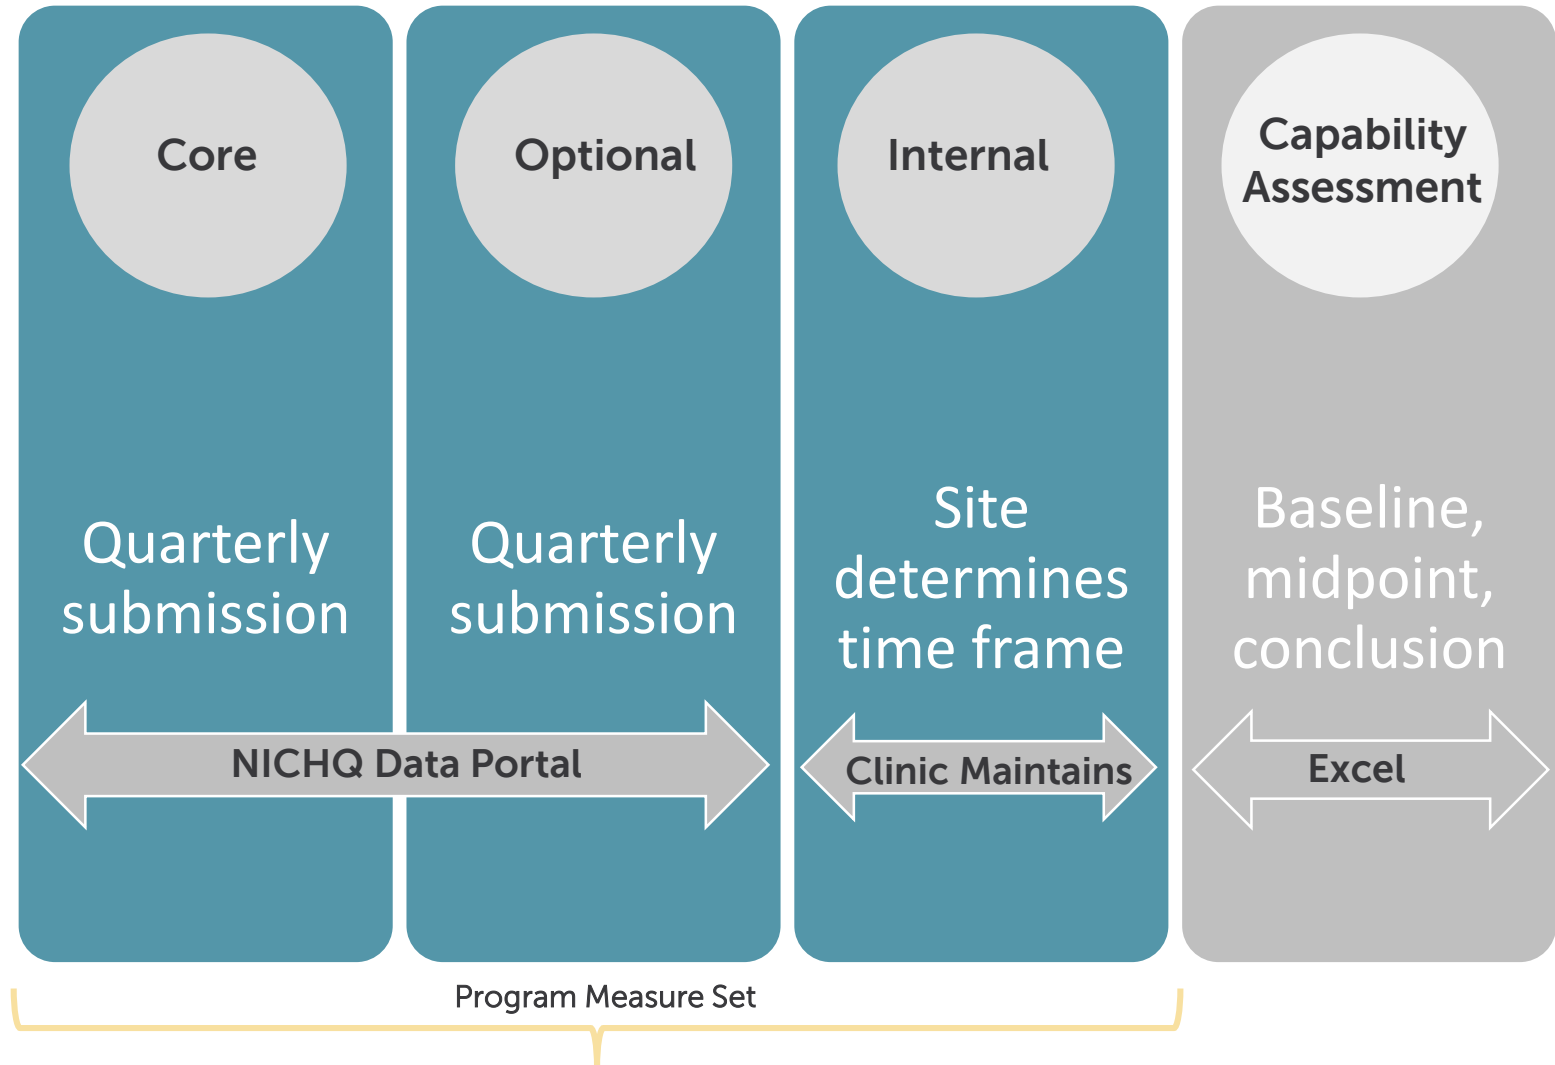 Core
Optional
Internal
Capability
Assessment
Quarterly
submission
Quarterly
submission
Site
determines
time frame
Baseline,
midpoint,
conclusion
NICHQ Data Portal
Clinic Maintains
Excel
Program Measure Set